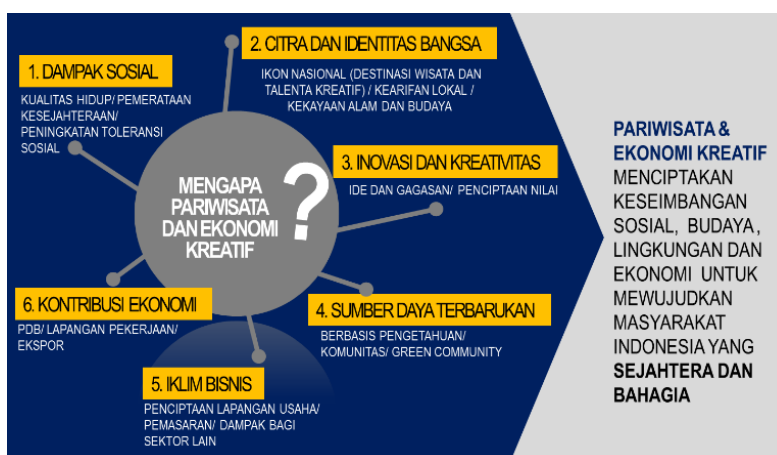 1. DAMPAK SOSIAL
KUALITAS HIDUP/ PEMERATAAN
KESEJAHTERAAN/
PENINGKATAN TOLERANSI
SOSIAL
2. CITRA DAN IDENTITAS BANGSA
IKON NASIONAL (DESTINASI WISATA DAN
TALENTA KREATIF) / KEARIFAN LOKAL /
KEKAYAAN ALAM DAN BUDAYA
3. INOVASI DAN KREATIVITAS
IDE DAN GAGASAN/ PENCIPTAAN NILAI
MENGAPA
PARIWISATA
DAN EKONOMI
KREATIF
?
4. SUMBER DAYA TERBARUKAN
BERBASIS PENGETAHUAN/
KOMUNITAS/ GREEN COMMUNITY
5. IKLIM BISNIS
PENCIPTAAN LAPANGAN USAHA/
PEMASARAN/ DAMPAK BAGI
SEKTOR LAIN
6. KONTRIBUSI EKONOMI
PDB/ LAPANGAN PEKERJAAN/
EKSPOR
PARIWISATA &
EKONOMI KREATIF
MENCIPTAKAN
KESEIMBANGAN
SOSIAL, BUDAYA,
LINGKUNGAN DAN
EKONOMI UNTUK
MEWUJUDKAN
MASYARAKAT
INDONESIA YANG
SEJAHTERA DAN
BAHAGIA